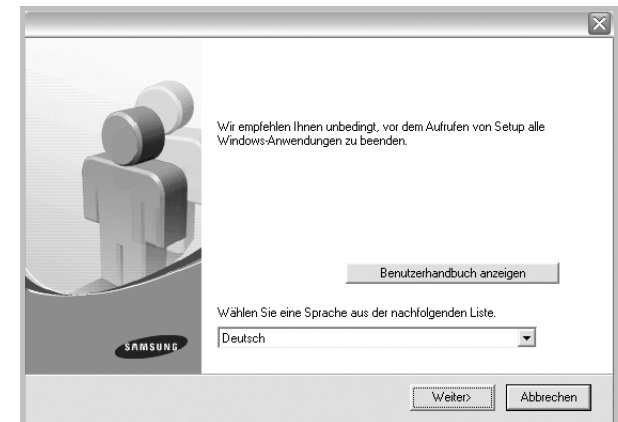 Wir empfehlen Ihnen unbedingt, vor dem Aufrufen von Setup alle
Windows-Anwendungen zu beenden.
Benutzerhandbuch anzeigen
Wählen Sie eine Sprache aus der nachfolgenden Liste.
Deutsch
SAMSUNG
Weiter>
Abbrechen